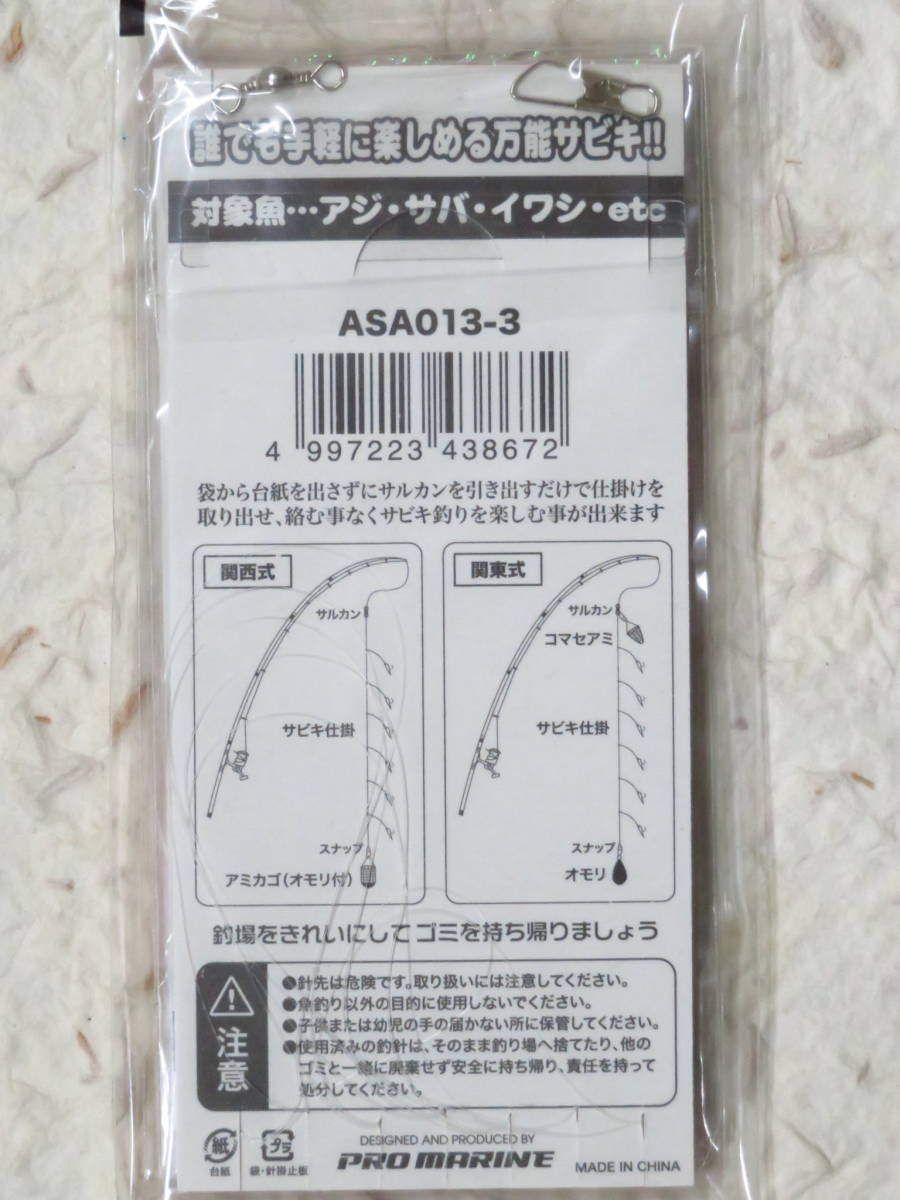 誰でも手軽に楽しめる万能サビキ!!
対象魚…アジ・サバ・イワシ・etc
ASA013-3
4 997223 438672
袋から台紙を出さずにサルカンを引き出すだけで仕掛けを
取り出せ、絡む事なくサビキ釣りを楽しむ事が出来ます
関西式
サルカン
サビキ仕掛
スナップ
アミカゴ(オモリ付)
関東式
サルカン
コマセアミ
サビキ仕掛
スナップ
オモリ
釣場をきれいにして ゴミを持ち帰りましょう
注意
●針先は危険です。取り扱いには注意してください。
●魚釣り以外の目的に使用しないでください。
●子供または幼児の手の届かない所に保管してください。
●使用済みの釣針は、そのまま釣り場へ捨てたり、他の
ゴミと一緒に廃棄せず安全に持ち帰り、責任を持って
処分してください。
紙
台紙
プラ
袋・針掛止板
DESIGNED AND PRODUCED BY
PRO MARINE
MADE IN CHINA